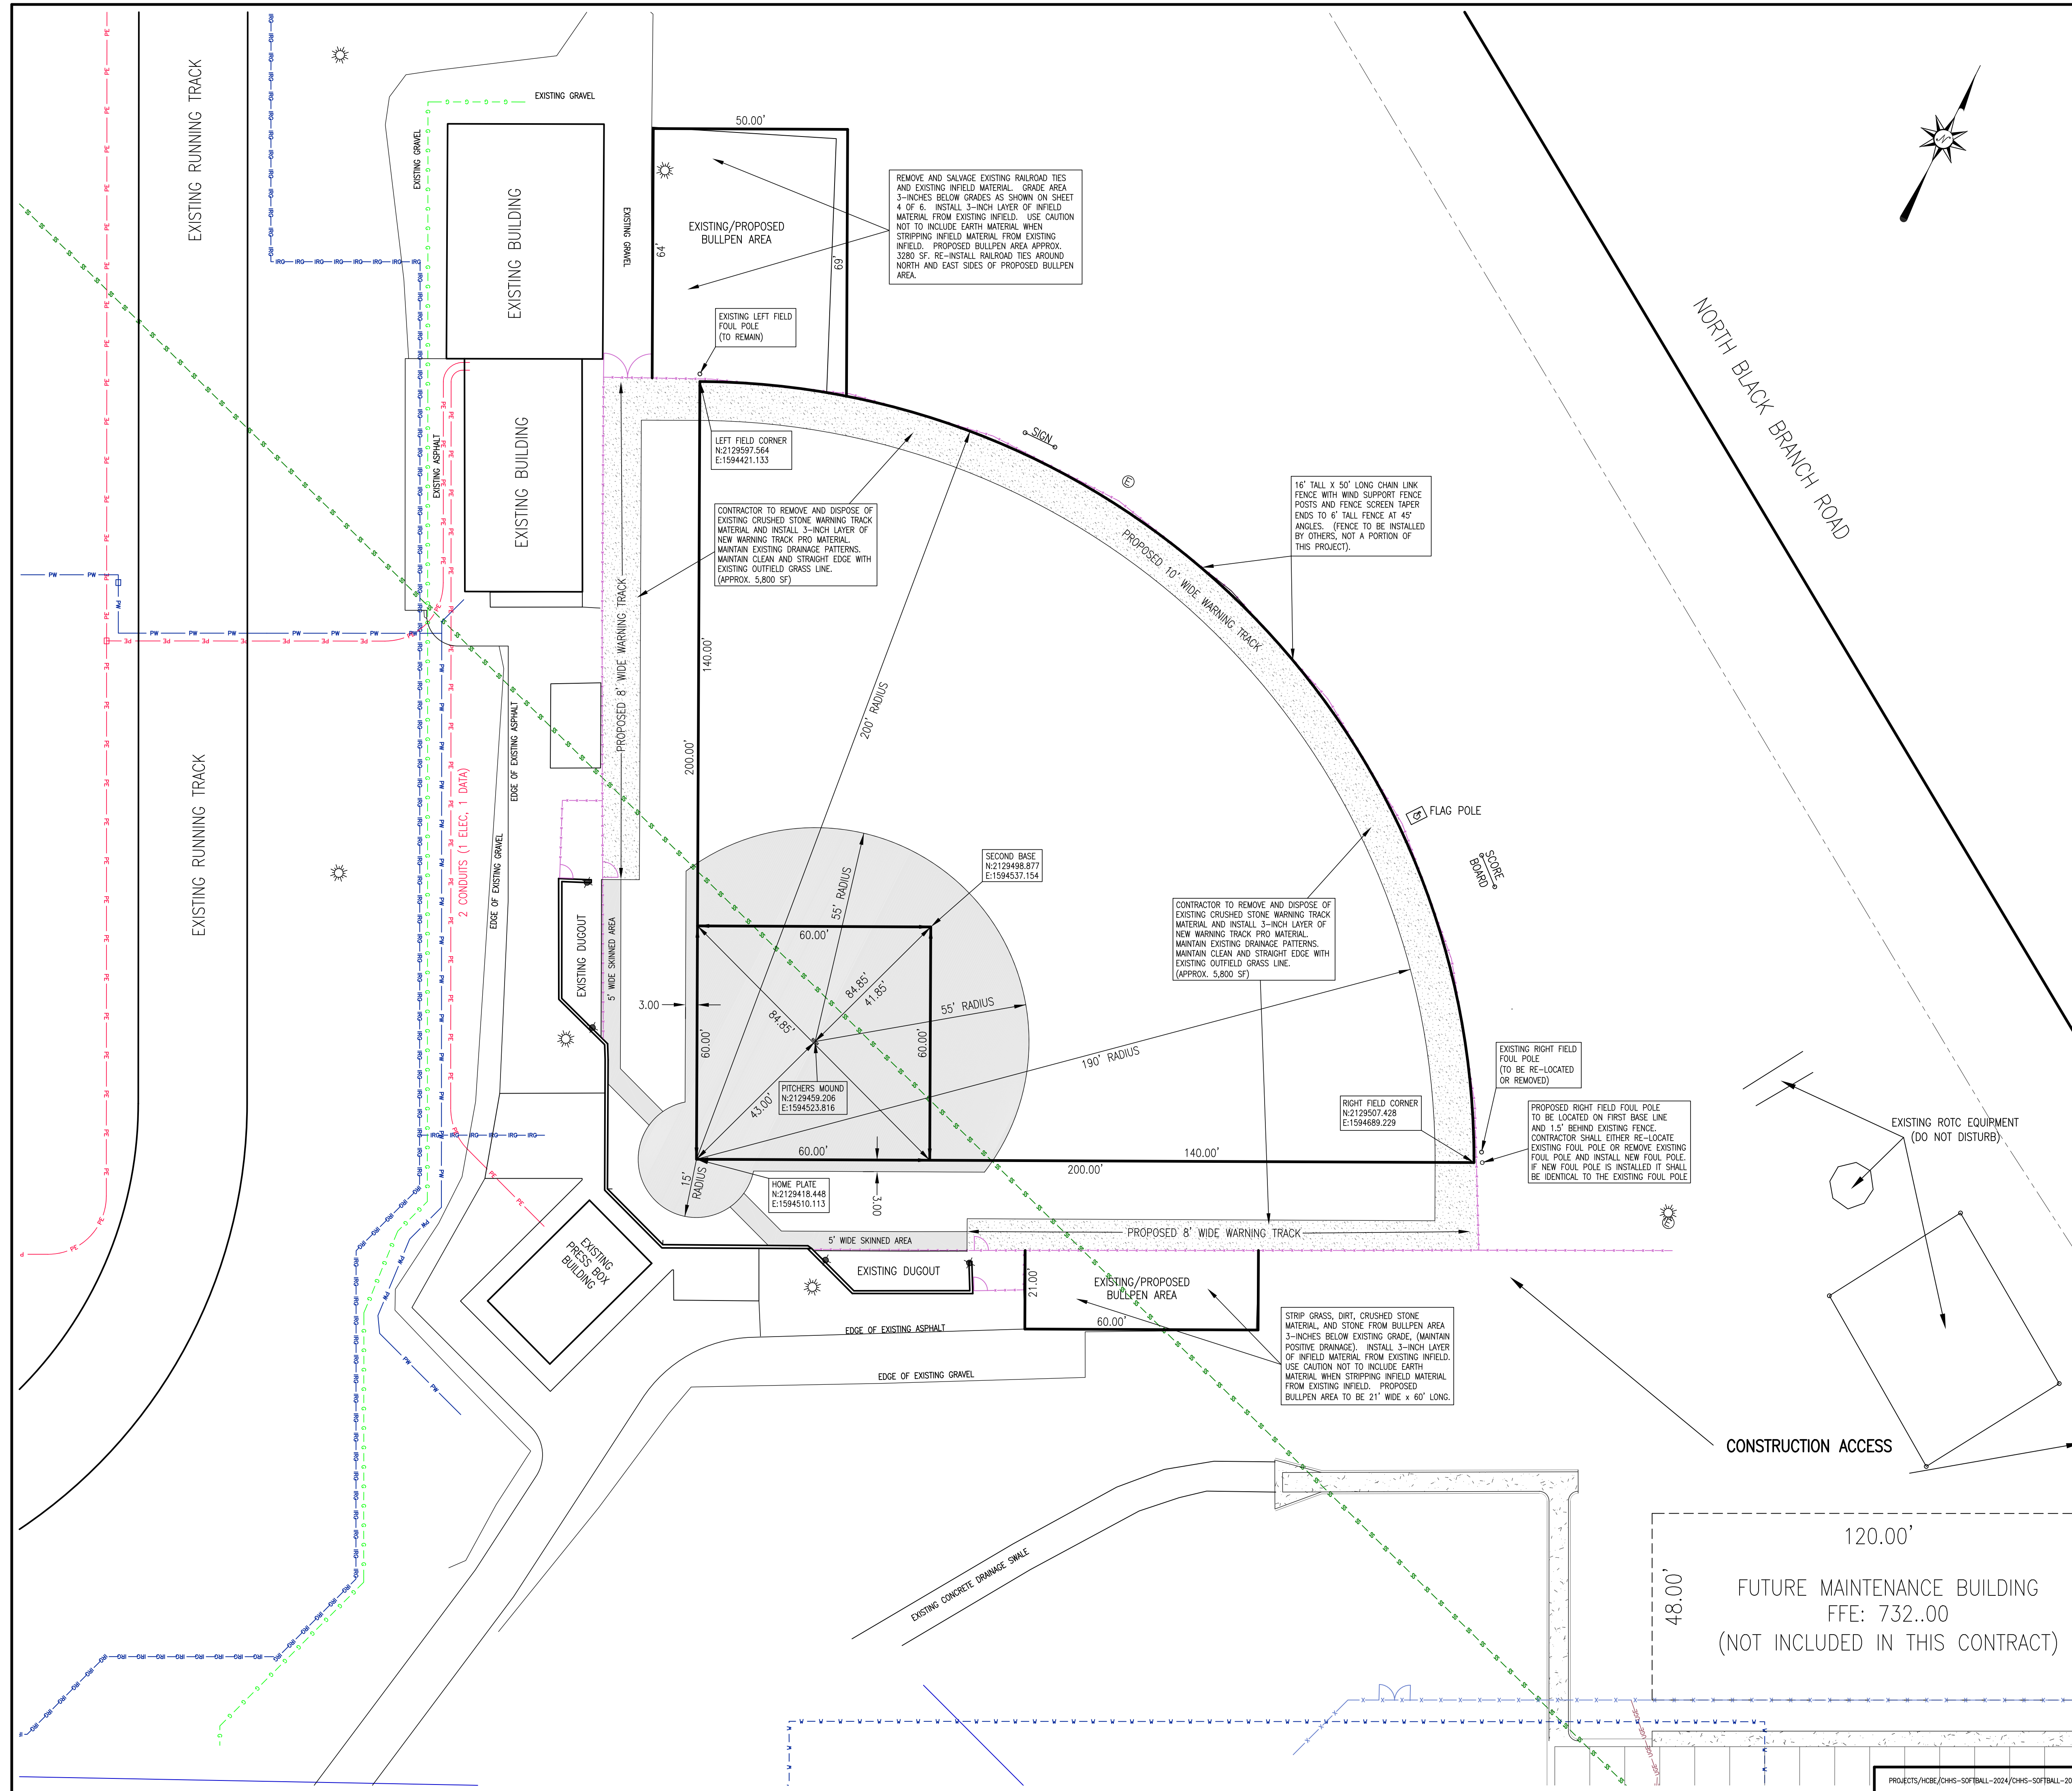 EXISTING RUNNING TRACK
EXISTING RUNNING TRACK
EXISTING GRAVEL
EXISTING GRAVEL
EXISTING GRAVEL
EXISTING BUILDING
EXISTING BUILDING
EXISTING ASPHALT
50.00'
64'
69'
EXISTING/PROPOSED
BULLPEN AREA
REMOVE AND SALVAGE EXISTING RAILROAD TIES
AND EXISTING INFIELD MATERIAL. GRADE AREA
3-INCHES BELOW GRADES AS SHOWN ON SHEET
4 OF 6. INSTALL 3-INCH LAYER OF INFIELD
MATERIAL FROM EXISTING INFIELD. USE CAUTION
NOT TO INCLUDE EARTH MATERIAL WHEN
STRIPPING INFIELD MATERIAL FROM EXISTING
INFIELD. PROPOSED BULLPEN AREA APPROX.
3280 SF. RE-INSTALL RAILROAD TIES AROUND
NORTH AND EAST SIDES OF PROPOSED BULLPEN
AREA.
N
NORTH BLACK BRANCH ROAD
EXISTING LEFT FIELD
FOUL POLE
(TO REMAIN)
LEFT FIELD CORNER
N:2129597.564
E:1594421.133
SIGN
E
CONTRACTOR TO REMOVE AND DISPOSE OF
EXISTING CRUSHED STONE WARNING TRACK
MATERIAL AND INSTALL 3-INCH LAYER OF
NEW WARNING TRACK PRO MATERIAL.
MAINTAIN EXISTING DRAINAGE PATTERNS.
MAINTAIN CLEAN AND STRAIGHT EDGE WITH
EXISTING OUTFIELD GRASS LINE.
(APPROX. 5,800 SF)
16' TALL X 50' LONG CHAIN LINK
FENCE WITH WIND SUPPORT FENCE
POSTS AND FENCE SCREEN TAPER
ENDS TO 6' TALL FENCE AT 45°
ANGLES. (FENCE TO BE INSTALLED
BY OTHERS, NOT A PORTION OF
THIS PROJECT).
PROPOSED 10' WIDE WARNING TRACK
PROPOSED 8' WIDE WARNING TRACK
140.00'
200.00'
200' RADIUS
EDGE OF EXISTING ASPHALT
EDGE OF EXISTING GRAVEL
2 CONDUITS (1 ELEC, 1 DATA)
FLAG POLE
SCORE
BOARD
SECOND BASE
N:2129498.877
E:1594537.154
55' RADIUS
60.00'
EXISTING DUGOUT
5' WIDE SKINNED AREA
3.00
84.85'
41.85'
84.85'
55' RADIUS
60.00'
60.00'
190' RADIUS
PITCHERS MOUND
N:2129459.206
E:1594523.816
43.00'
CONTRACTOR TO REMOVE AND DISPOSE OF
EXISTING CRUSHED STONE WARNING TRACK
MATERIAL AND INSTALL 3-INCH LAYER OF
NEW WARNING TRACK PRO MATERIAL.
MAINTAIN EXISTING DRAINAGE PATTERNS.
MAINTAIN CLEAN AND STRAIGHT EDGE WITH
EXISTING OUTFIELD GRASS LINE.
(APPROX. 5,800 SF)
EXISTING RIGHT FIELD
FOUL POLE
(TO BE RE-LOCATED
OR REMOVED)
RIGHT FIELD CORNER
N:2129507.428
E:1594689.229
PROPOSED RIGHT FIELD FOUL POLE
TO BE LOCATED ON FIRST BASE LINE
AND 1.5' BEHIND EXISTING FENCE.
CONTRACTOR SHALL EITHER RE-LOCATE
EXISTING FOUL POLE OR REMOVE EXISTING
FOUL POLE AND INSTALL NEW FOUL POLE.
IF NEW FOUL POLE IS INSTALLED IT SHALL
BE IDENTICAL TO THE EXISTING FOUL POLE
EXISTING ROTC EQUIPMENT
(DO NOT DISTURB)
60.00'
140.00'
200.00'
15'
RADIUS
HOME PLATE
N:2129418.448
E:1594510.113
3.00
E
5' WIDE SKINNED AREA
PROPOSED 8' WIDE WARNING TRACK
EXISTING
PRESS BOX
BUILDING
EXISTING DUGOUT
21.00'
EXISTING/PROPOSED
BULLPEN AREA
60.00'
EDGE OF EXISTING ASPHALT
EDGE OF EXISTING GRAVEL
STRIP GRASS, DIRT, CRUSHED STONE
MATERIAL, AND STONE FROM BULLPEN AREA
3-INCHES BELOW EXISTING GRADE, (MAINTAIN
POSITIVE DRAINAGE). INSTALL 3-INCH LAYER
OF INFIELD MATERIAL FROM EXISTING INFIELD.
USE CAUTION NOT TO INCLUDE EARTH
MATERIAL WHEN STRIPPING INFIELD MATERIAL
FROM EXISTING INFIELD. PROPOSED
BULLPEN AREA TO BE 21' WIDE x 60' LONG.
CONSTRUCTION ACCESS
EXISTING CONCRETE DRAINAGE SWALE
120.00'
48.00'
FUTURE MAINTENANCE BUILDING
FFE: 732..00
(NOT INCLUDED IN THIS CONTRACT)
PROJECTS/HCBE/CHHS-SOFTBALL-2024/CHHS-SOFTBALL-20